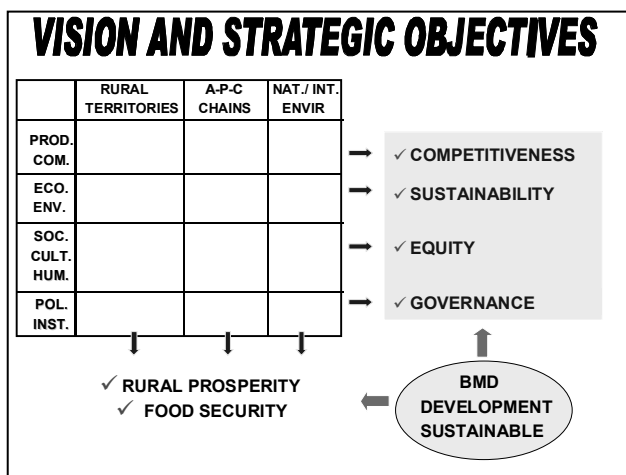 VISION AND STRATEGIC OBJECTIVES
RURAL TERRITORIES
A-P-C CHAINS
NAT./ INT. ENVIR
PROD. COM.
✓ COMPETITIVENESS
ECO. ENV.
✓ SUSTAINABILITY
SOC. CULT. HUM.
✓ EQUITY
POL. INST.
✓ GOVERNANCE
✓ RURAL PROSPERITY
✓ FOOD SECURITY
BMD
DEVELOPMENT
SUSTAINABLE